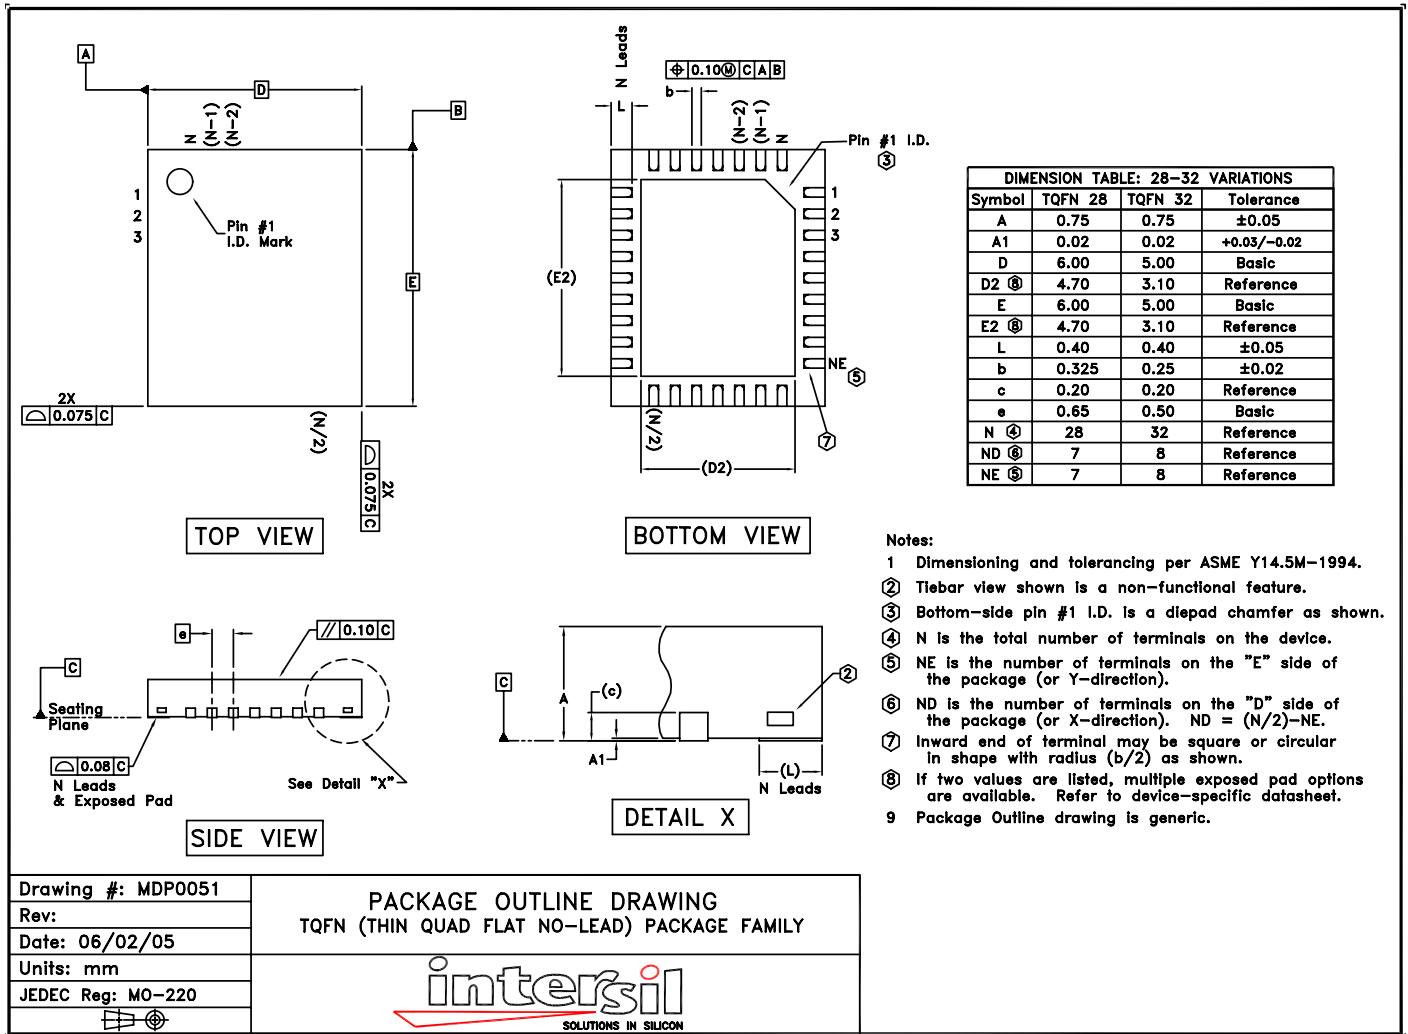 A
D
B
N
(N-1)
(N-2)
1
2
3
Pin #1
I.D. Mark
E
2X
0.075 C
(N/2)
2X
0.075 C
TOP VIEW
N Leads
0.10Ⓜ C A B
b
L
(N-2)
(N-1)
N
Pin #1 I.D.
3
1
2
3
(E2)
NE
5
(N/2)
7
(D2)
BOTTOM VIEW
DIMENSION TABLE: 28-32 VARIATIONS
Symbol TQFN 28 TQFN 32 Tolerance
A 0.75 0.75 ±0.05
A1 0.02 0.02 +0.03/-0.02
D 6.00 5.00 Basic
D2 8 4.70 3.10 Reference
E 6.00 5.00 Basic
E2 8 4.70 3.10 Reference
L 0.40 0.40 ±0.05
b 0.325 0.25 ±0.02
c 0.20 0.20 Reference
e 0.65 0.50 Basic
N 4 28 32 Reference
ND 6 7 8 Reference
NE 5 7 8 Reference
Notes:
1 Dimensioning and tolerancing per ASME Y14.5M-1994.
2 Tiebar view shown is a non-functional feature.
3 Bottom-side pin #1 I.D. is a diepad chamfer as shown.
4 N is the total number of terminals on the device.
5 NE is the number of terminals on the "E" side of
the package (or Y-direction).
6 ND is the number of terminals on the "D" side of
the package (or X-direction). ND = (N/2)-NE.
7 Inward end of terminal may be square or circular
in shape with radius (b/2) as shown.
8 If two values are listed, multiple exposed pad options
are available. Refer to device-specific datasheet.
9 Package Outline drawing is generic.
e
// 0.10 C
C
Seating
Plane
0.08 C
N Leads
& Exposed Pad
See Detail "X"
SIDE VIEW
C
A
(c)
2
A1
(L)
N Leads
DETAIL X
Drawing #: MDP0051
Rev:
Date: 06/02/05
Units: mm
JEDEC Reg: MO-220
PACKAGE OUTLINE DRAWING
TQFN (THIN QUAD FLAT NO-LEAD) PACKAGE FAMILY
intersil
SOLUTIONS IN SILICON